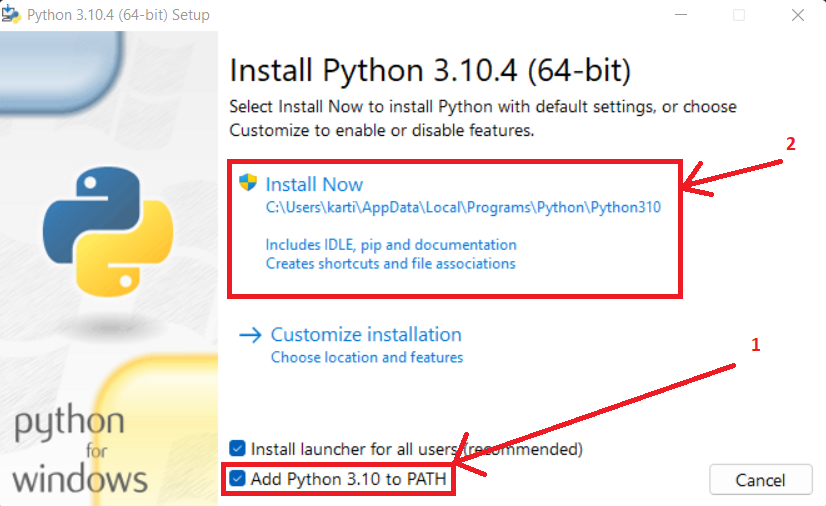 Python 3.10.4 (64-bit) Setup
Install Python 3.10.4 (64-bit)
Select Install Now to install Python with default settings, or choose
Customize to enable or disable features.
2
Install Now
C:\Users\karti\AppData\Local\Programs\Python\Python310
Includes IDLE, pip and documentation
Creates shortcuts and file associations
Customize installation
Choose location and features
1
python
for
windows
Install launcher for all users (recommended)
Add Python 3.10 to PATH
Cancel